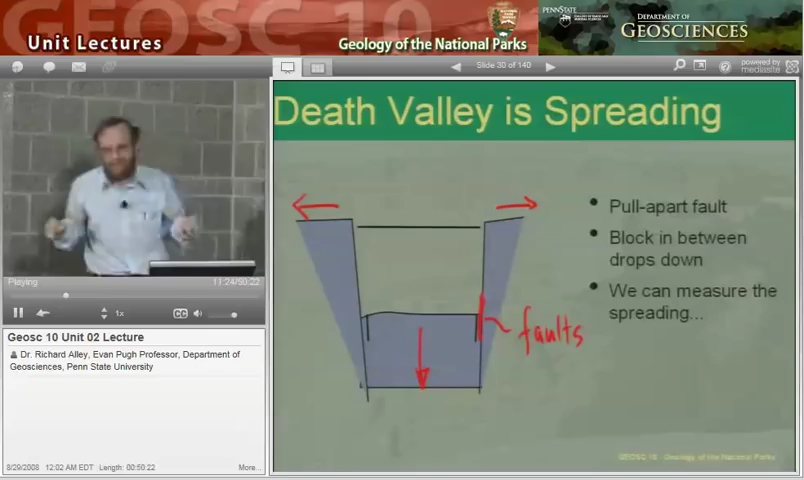 GEOSC 10
Unit Lectures
Geology of the National Parks
PENNSTATE
DEPARTMENT OF
GEOSCIENCES
Slide 30 of 140
powered by
mediasite
Death Valley is Spreading
Pull-apart fault
Block in between
drops down
We can measure the
spreading...
faults
GEOSC 10 - Geology of the National Parks
Playing
11:24/50:22
1x
CC
Geosc 10 Unit 02 Lecture
Dr. Richard Alley, Evan Pugh Professor, Department of
Geosciences, Penn State University
8/29/2008
12:02 AM EDT
Length: 00:50:22
More...